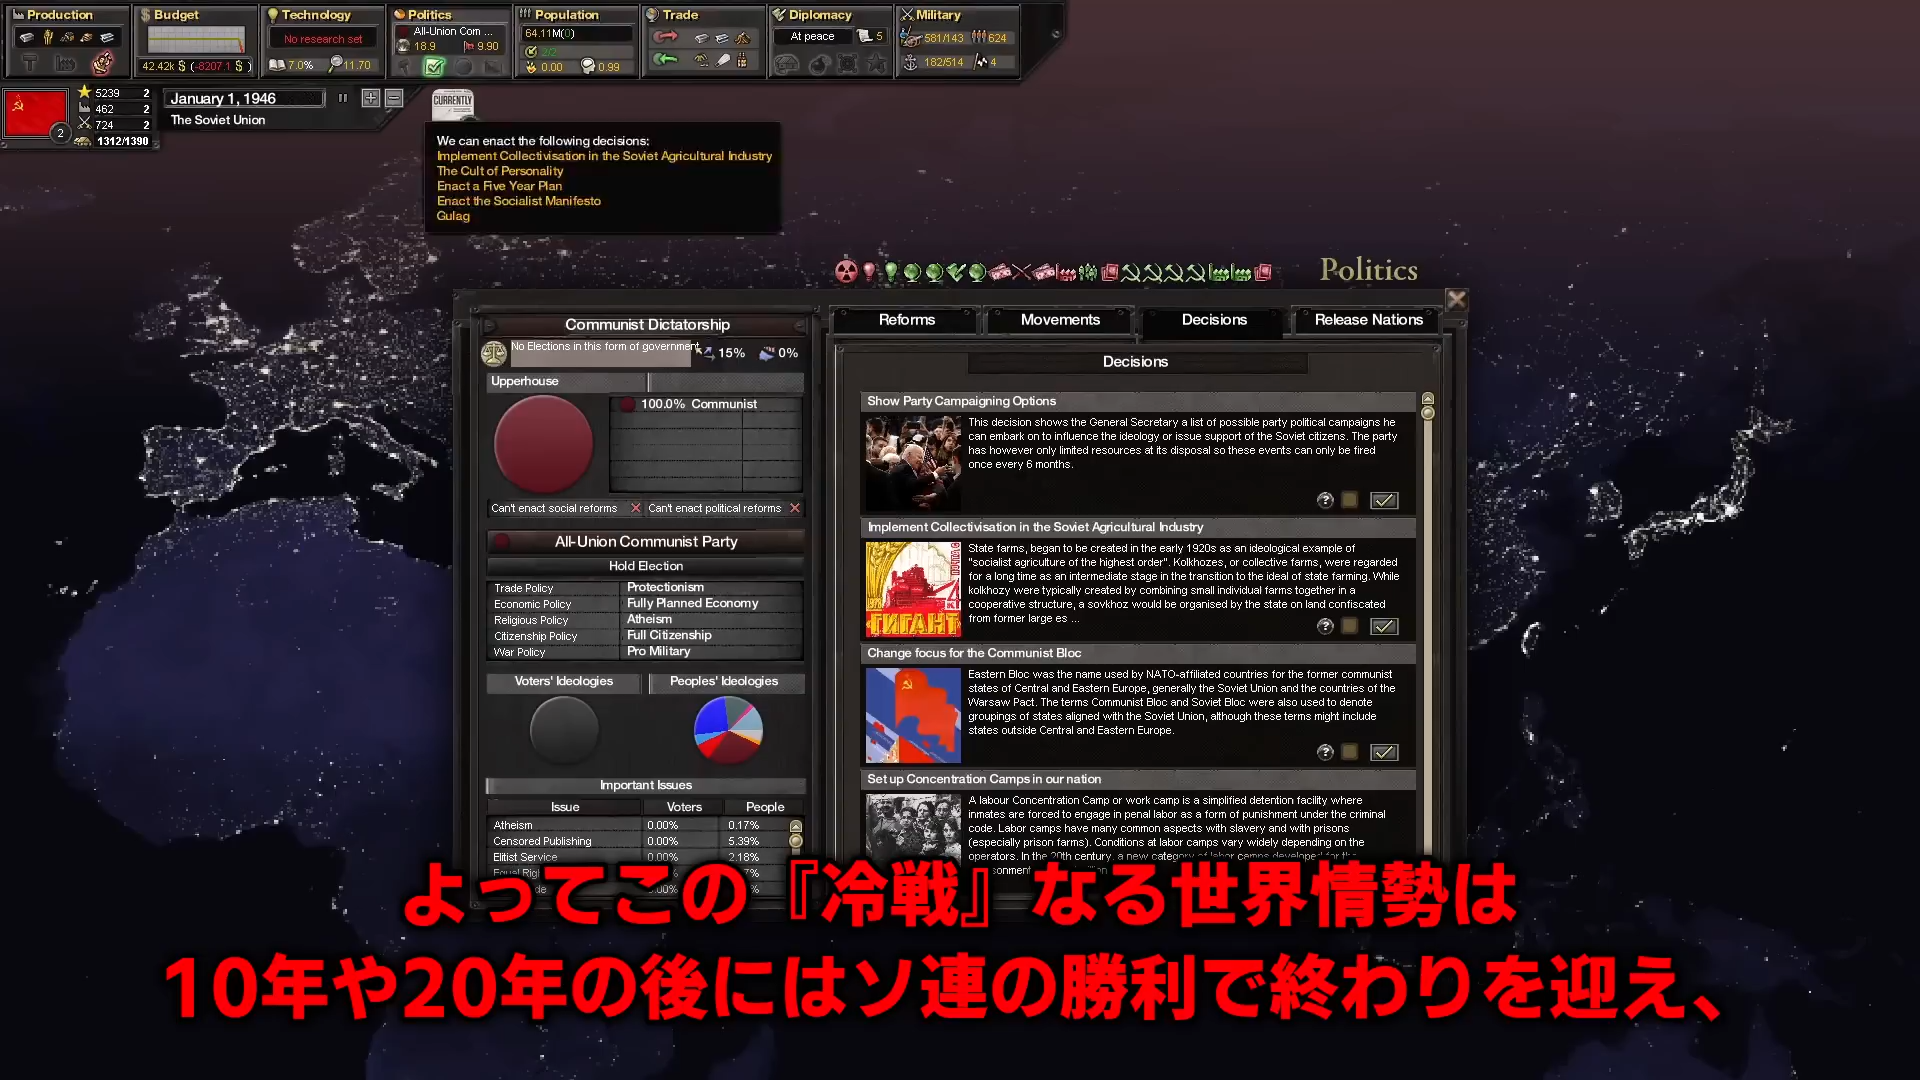 Production
Budget
Technology
Politics
Population
Trade
Diplomacy
Military
No research set
All-Union Com ...
64.11M(0)
At peace
5
581/143
624
18.9
9.90
2/2
42.42k $ (-8207.1 $ )
7.0%
11.70
0.00
0.99
182/514
4
5239 2
462 2
724 2
1312/1390
2
January 1, 1946
The Soviet Union
CURRENTLY
We can enact the following decisions:
Implement Collectivisation in the Soviet Agricultural Industry
The Cult of Personality
Enact a Five Year Plan
Enact the Socialist Manifesto
Gulag
Politics
Communist Dictatorship
No Elections in this form of government
15%
0%
Upperhouse
100.0% Communist
Can't enact social reforms
Can't enact political reforms
All-Union Communist Party
Hold Election
Trade Policy Protectionism
Economic Policy Fully Planned Economy
Religious Policy Atheism
Citizenship Policy Full Citizenship
War Policy Pro Military
Voters' Ideologies
Peoples' Ideologies
Important Issues
Issue Voters People
Atheism 0.00% 0.17%
Censored Publishing 0.00% 5.39%
Elitist Service 0.00% 2.18%
Reforms
Movements
Decisions
Release Nations
Decisions
Show Party Campaigning Options
This decision shows the General Secretary a list of possible party political campaigns he
can embark on to influence the ideology or issue support of the Soviet citizens. The party
has however only limited resources at its disposal so these events can only be fired
once every 6 months.
Implement Collectivisation in the Soviet Agricultural Industry
ГИГАНТ
State farms, began to be created in the early 1920s as an ideological example of
"socialist agriculture of the highest order". Kolkhozes, or collective farms, were regarded
for a long time as an intermediate stage in the transition to the ideal of state farming. While
kolkhozy were typically created by combining small individual farms together in a
cooperative structure, a sovkhoz would be organised by the state on land confiscated
from former large es ...
Change focus for the Communist Bloc
Eastern Bloc was the name used by NATO-affiliated countries for the former communist
states of Central and Eastern Europe, generally the Soviet Union and the countries of the
Warsaw Pact. The terms Communist Bloc and Soviet Bloc were also used to denote
groupings of states aligned with the Soviet Union, although these terms might include
states outside Central and Eastern Europe.
Set up Concentration Camps in our nation
A labour Concentration Camp or work camp is a simplified detention facility where
inmates are forced to engage in penal labor as a form of punishment under the criminal
code. Labor camps have many common aspects with slavery and with prisons
(especially prison farms). Conditions at labor camps vary widely depending on the
operators. In the 20th century, a new category of labor camps developed for the
よってこの『冷戦』なる世界情勢は
10年や20年の後にはソ連の勝利で終わりを迎え、